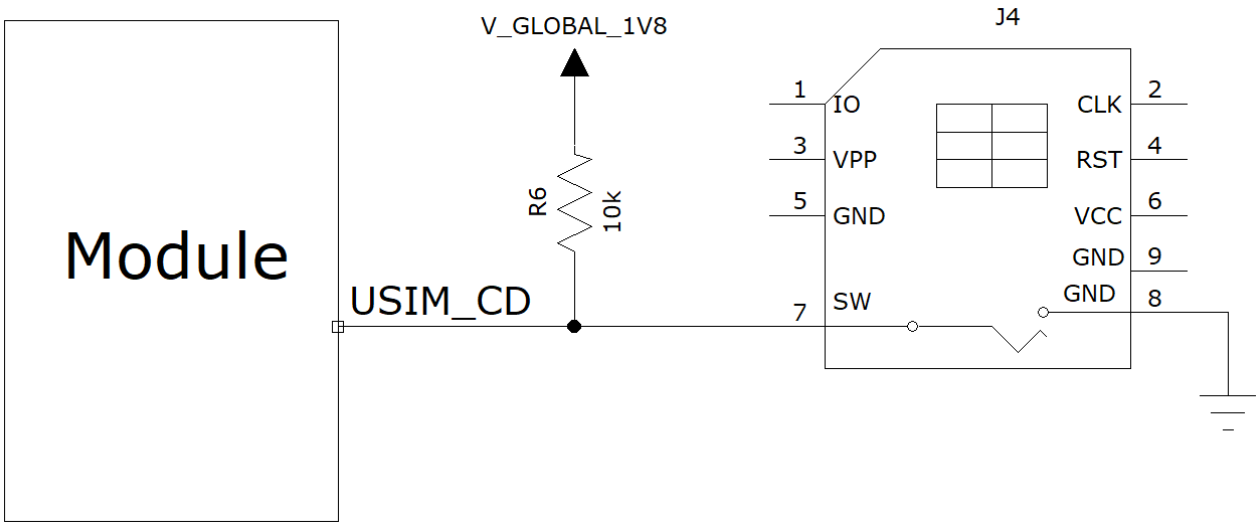 J4
V_GLOBAL_1V8
1
IO
CLK
2
3
VPP
RST
4
R6
10k
5
GND
VCC
6
Module
GND
9
USIM_CD
7
SW
GND
8